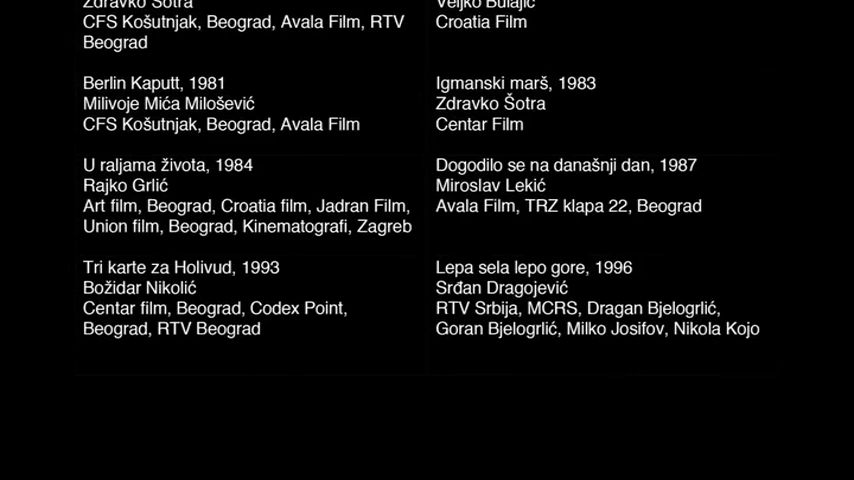 Zdravko Šotra
CFS Košutnjak, Beograd, Avala Film, RTV
Beograd
Berlin Kaputt, 1981
Milivoje Mića Milošević
CFS Košutnjak, Beograd, Avala Film
U raljama života, 1984
Rajko Grlić
Art film, Beograd, Croatia film, Jadran Film,
Union film, Beograd, Kinematografi, Zagreb
Tri karte za Holivud, 1993
Božidar Nikolić
Centar film, Beograd, Codex Point,
Beograd, RTV Beograd
Veljko Bulajić
Croatia Film
Igmanski marš, 1983
Zdravko Šotra
Centar Film
Dogodilo se na današnji dan, 1987
Miroslav Lekić
Avala Film, TRZ klapa 22, Beograd
Lepa sela lepo gore, 1996
Srđan Dragojević
RTV Srbija, MCRS, Dragan Bjelogrlić,
Goran Bjelogrlić, Milko Josifov, Nikola Kojo